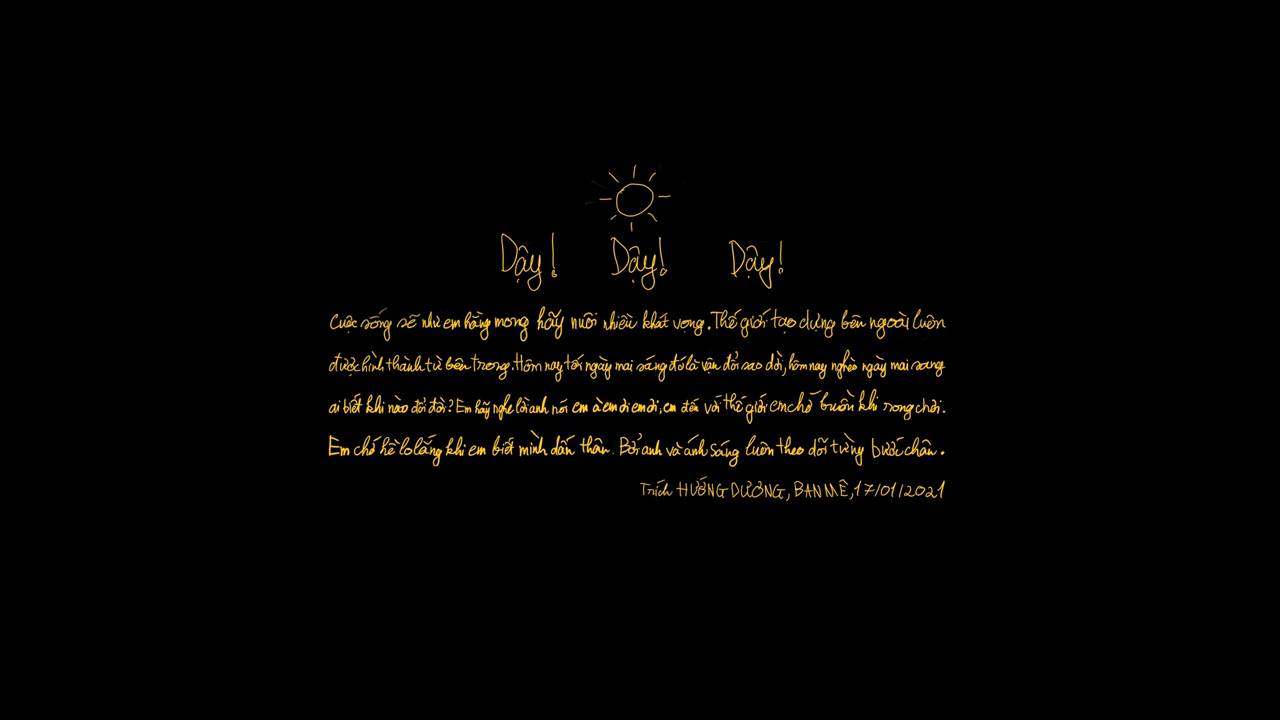 Dậy! Dậy! Dậy!
Cuộc sống sẽ như em hằng mong hãy nuôi nhiều khát vọng. Thế giới tạo dựng bên ngoài luôn
được hình thành từ bên trong. Hôm nay tối ngày mai sáng đó là vận đổi sao dời, hôm nay nghèo ngày mai sang
ai biết khi nào đổi đời? Em hãy nghe lời anh nói em à em ơi em ơi, em đến với thế giới em chớ buồn khi rong chơi.
Em chớ hề lo lắng khi em biết mình dấn thân. Bởi anh và ánh sáng luôn theo dõi từng bước chân.
Trích HƯỚNG DƯƠNG, BAN MÊ, 17/01/2021